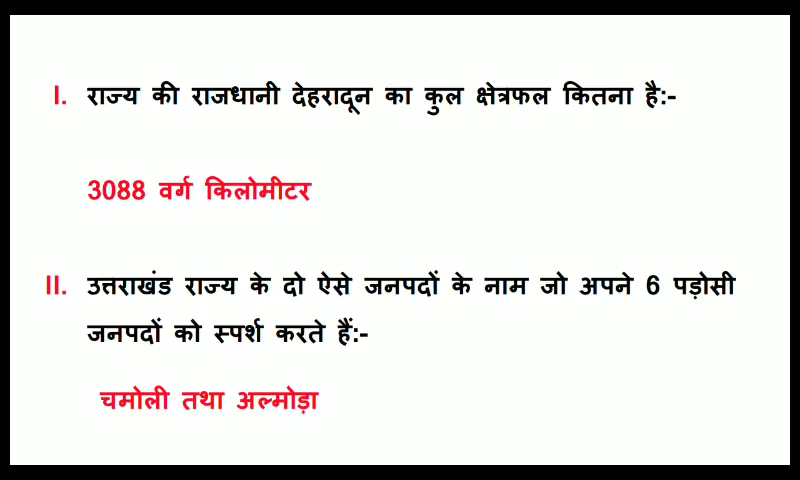 I. राज्य की राजधानी देहरादून का कुल क्षेत्रफल कितना है:-
3088 वर्ग किलोमीटर
II. उत्तराखंड राज्य के दो ऐसे जनपदों के नाम जो अपने 6 पड़ोसी
जनपदों को स्पर्श करते हैं:-
चमोली तथा अल्मोड़ा